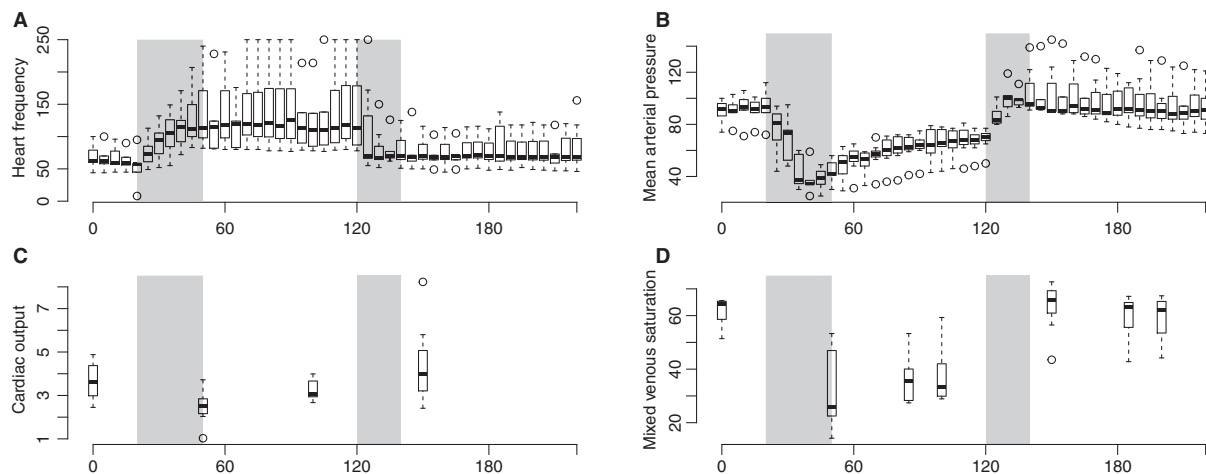 A
Heart frequency
250
150
50
0
0 60 120 180
B
Mean arterial pressure
120
80
40
0 60 120 180
C
Cardiac output
7
5
3
1
0 60 120 180
D
Mixed venous saturation
60
40
20
0 60 120 180